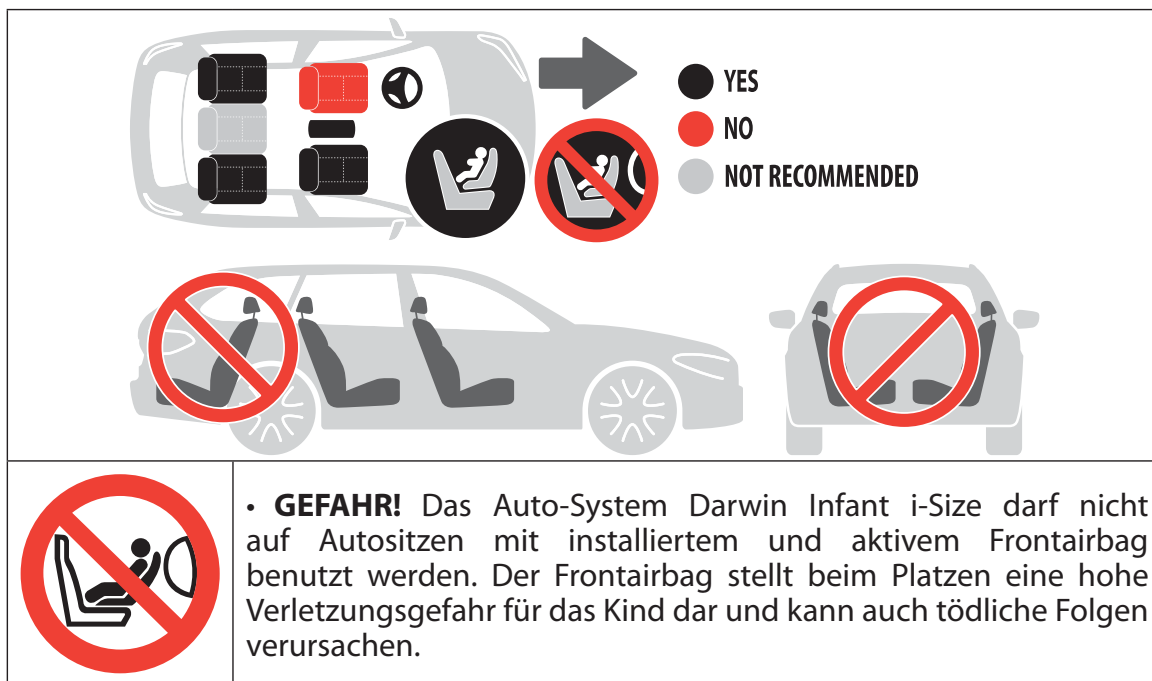 YES
NO
NOT RECOMMENDED
• GEFAHR! Das Auto-System Darwin Infant i-Size darf nicht
auf Autositzen mit installiertem und aktivem Frontairbag
benutzt werden. Der Frontairbag stellt beim Platzen eine hohe
Verletzungsgefahr für das Kind dar und kann auch tödliche Folgen
verursachen.